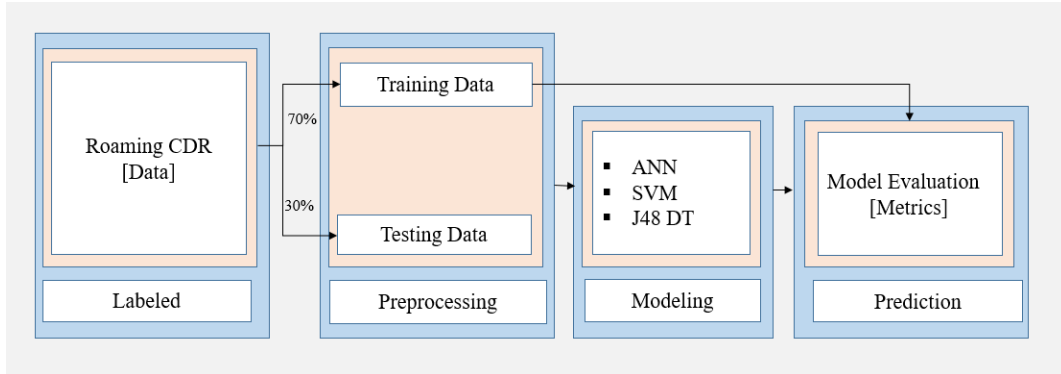 Roaming CDR
[Data]
Labeled
70%
30%
Training Data
Testing Data
Preprocessing
▪ ANN
▪ SVM
▪ J48 DT
Modeling
Model Evaluation
[Metrics]
Prediction